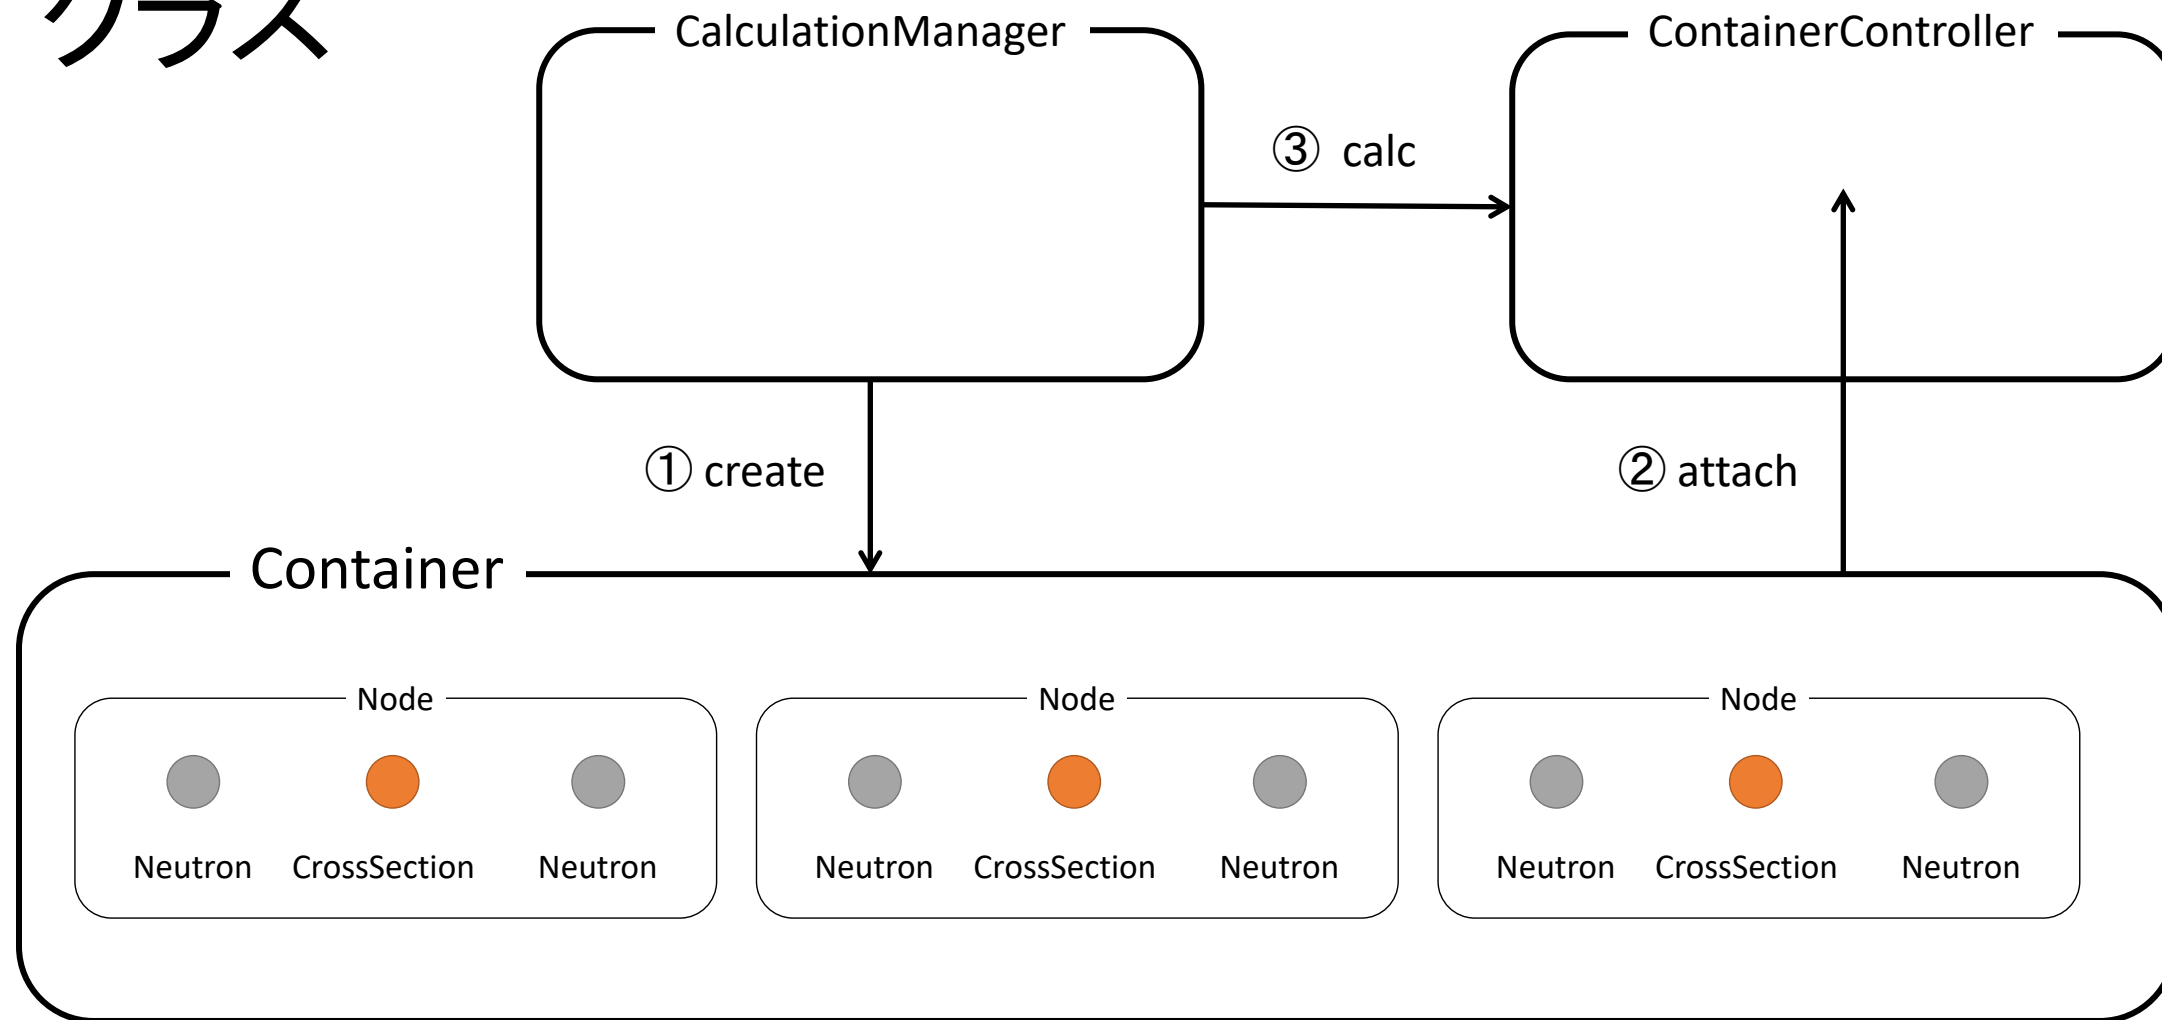 クラス
CalculationManager
ContainerController
③ calc
① create
② attach
Container
Node
Node
Node
Neutron CrossSection Neutron
Neutron CrossSection Neutron
Neutron CrossSection Neutron